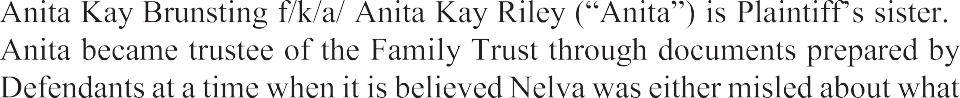 Anita Kay Brunsting f/k/a/ Anita Kay Riley (“Anita”) is Plaintiff’s sister.
Anita became trustee of the Family Trust through documents prepared by
Defendants at a time when it is believed Nelva was either misled about what